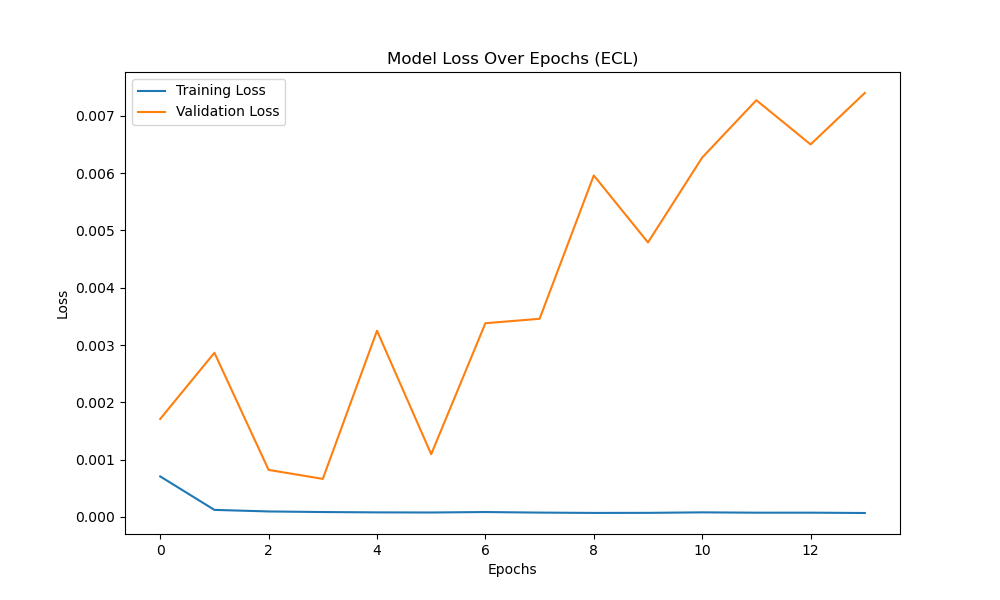 Model Loss Over Epochs (ECL)
Training Loss
Validation Loss
0.007
0.006
0.005
0.004
0.003
0.002
0.001
0.000
Loss
0 2 4 6 8 10 12
Epochs